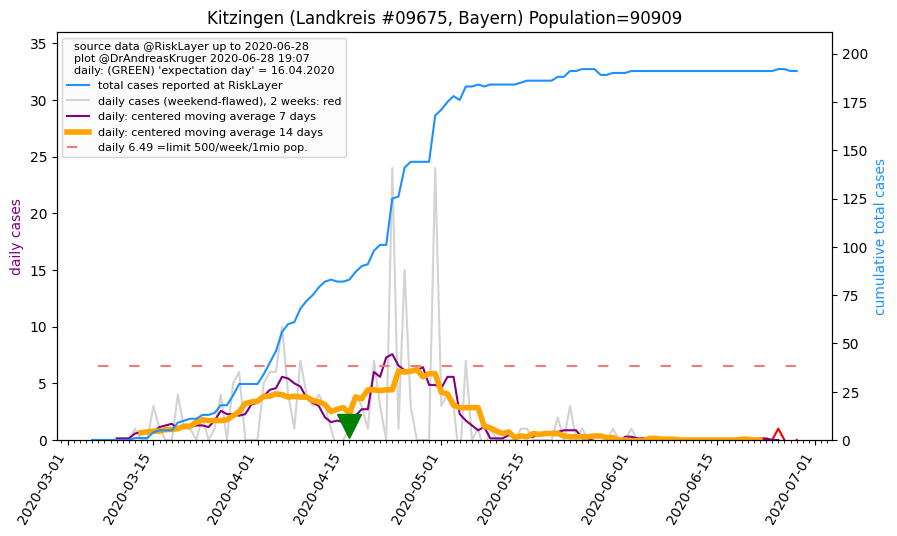 Kitzingen (Landkreis #09675, Bayern) Population=90909
source data @RiskLayer up to 2020-06-28
plot @DrAndreasKruger 2020-06-28 19:07
daily: (GREEN) 'expectation day' = 16.04.2020
total cases reported at RiskLayer
daily cases (weekend-flawed), 2 weeks: red
daily: centered moving average 7 days
daily: centered moving average 14 days
daily 6.49 =limit 500/week/1mio pop.
daily cases
35
30
25
20
15
10
5
0
cumulative total cases
200
175
150
125
100
75
50
25
0
2020-03-01
2020-03-15
2020-04-01
2020-04-15
2020-05-01
2020-05-15
2020-06-01
2020-06-15
2020-07-01